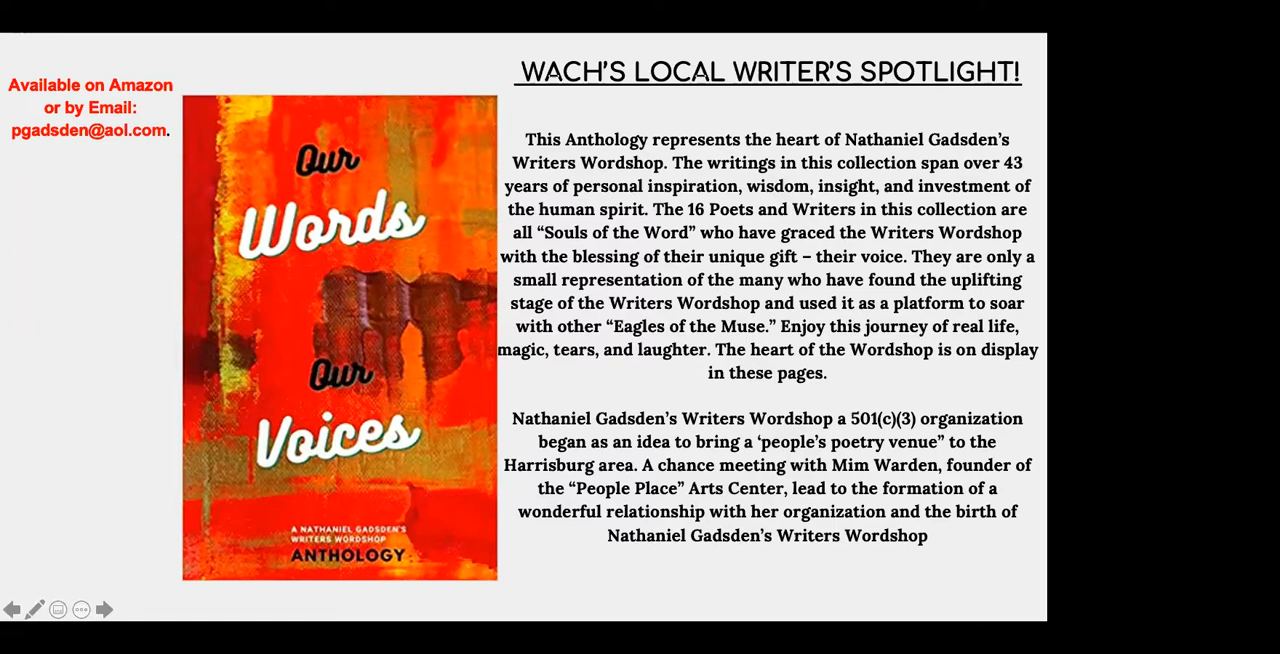 Available on Amazon
or by Email:
pgadsden@aol.com.
Our
Words
Our
Voices
A NATHANIEL GADSDEN'S
WRITERS WORDSHOP
ANTHOLOGY
WACH'S LOCAL WRITER'S SPOTLIGHT!
This Anthology represents the heart of Nathaniel Gadsden's
Writers Wordshop. The writings in this collection span over 43
years of personal inspiration, wisdom, insight, and investment of
the human spirit. The 16 Poets and Writers in this collection are
all “Souls of the Word” who have graced the Writers Wordshop
with the blessing of their unique gift – their voice. They are only a
small representation of the many who have found the uplifting
stage of the Writers Wordshop and used it as a platform to soar
with other “Eagles of the Muse.” Enjoy this journey of real life,
magic, tears, and laughter. The heart of the Wordshop is on display
in these pages.
Nathaniel Gadsden's Writers Wordshop a 501(c)(3) organization
began as an idea to bring a ‘people's poetry venue” to the
Harrisburg area. A chance meeting with Mim Warden, founder of
the “People Place” Arts Center, lead to the formation of a
wonderful relationship with her organization and the birth of
Nathaniel Gadsden's Writers Wordshop